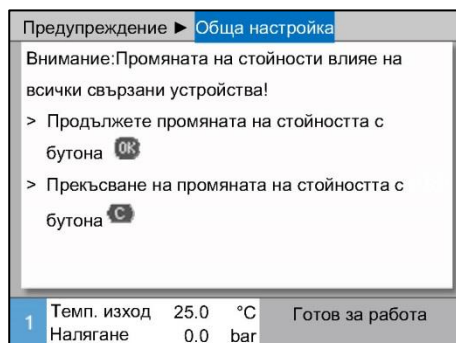 Предупреждение ► Обща настройка
Внимание:Промяната на стойности влияе на
всички свързани устройства!
> Продължете промяната на стойността с
бутона OK
> Прекъсване на промяната на стойността с
бутона C
1 Темп. изход 25.0 °C Готов за работа
Налягане 0.0 bar